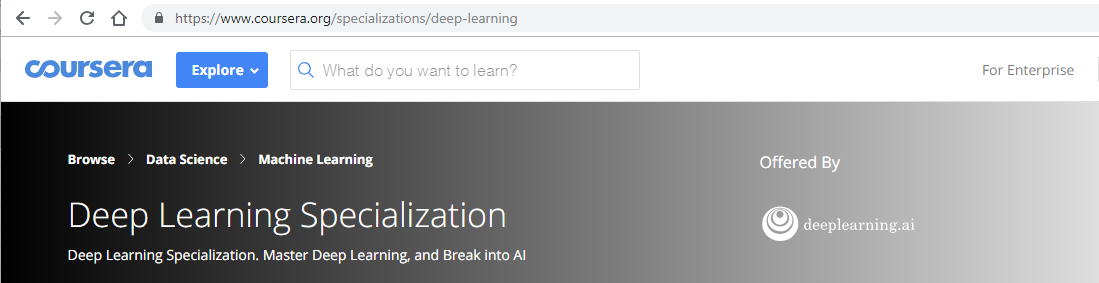 https://www.coursera.org/specializations/deep-learning
coursera
Explore
What do you want to learn?
For Enterprise
Browse > Data Science > Machine Learning
Offered By
Deep Learning Specialization
deeplearning.ai
Deep Learning Specialization. Master Deep Learning, and Break into AI